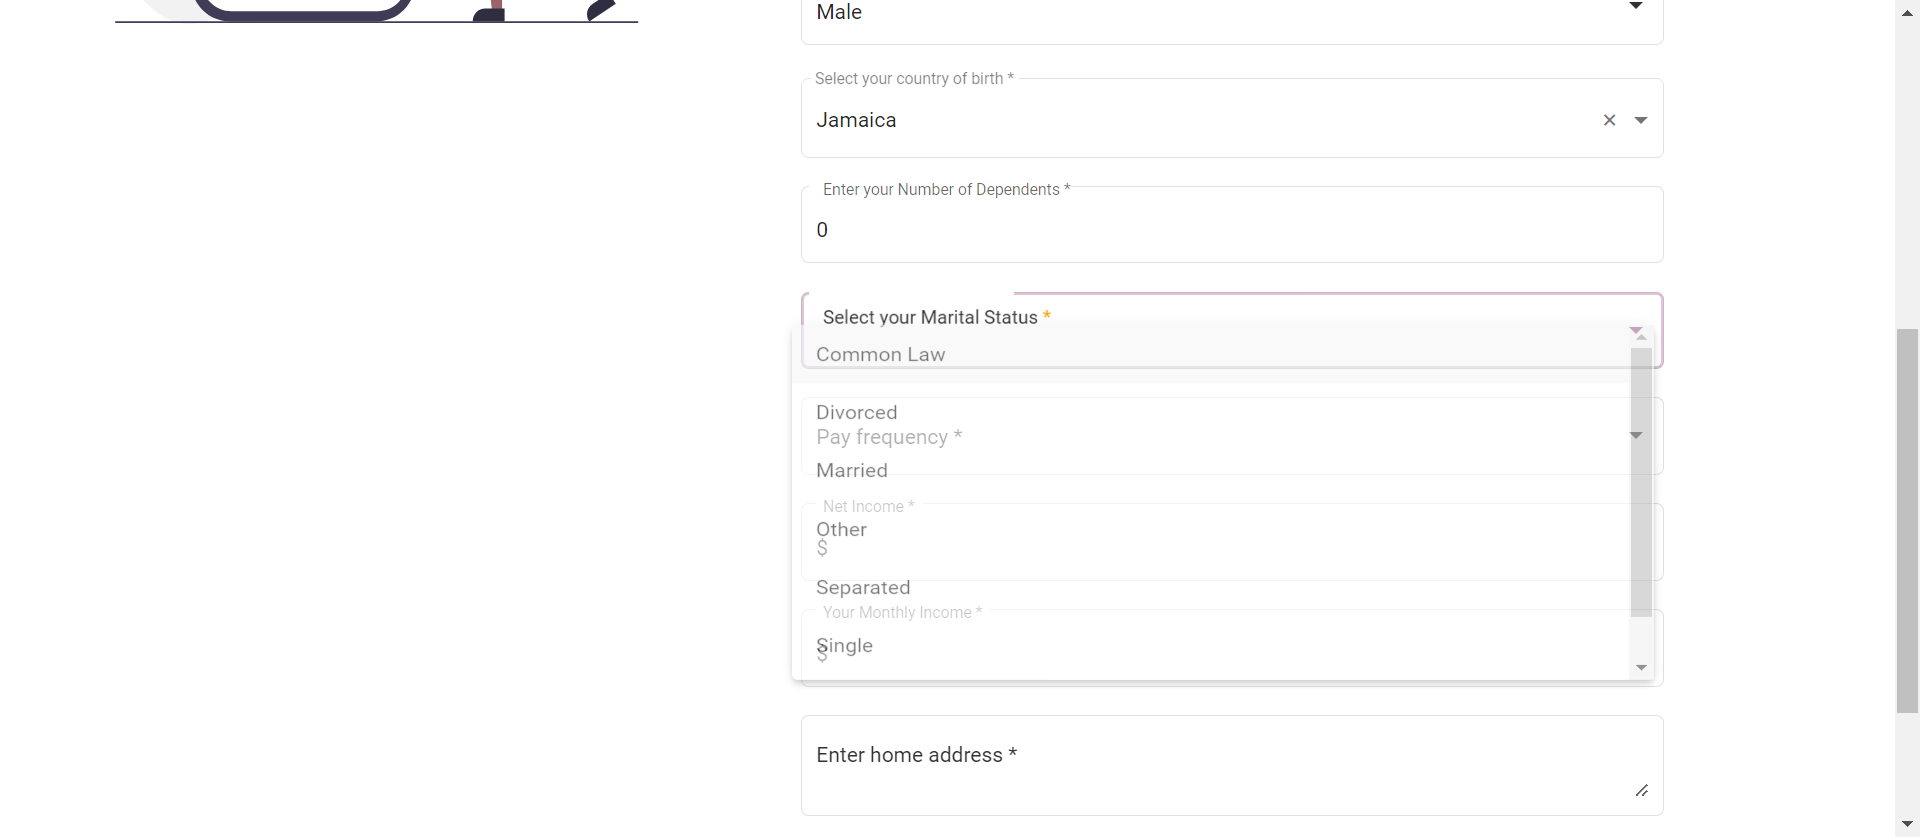 Male
Select your country of birth *
Jamaica
Enter your Number of Dependents *
0
Select your Marital Status *
Common Law
Divorced
Pay frequency *
Married
Net Income *
Other
$
Separated
Your Monthly Income *
Single
$
Enter home address *